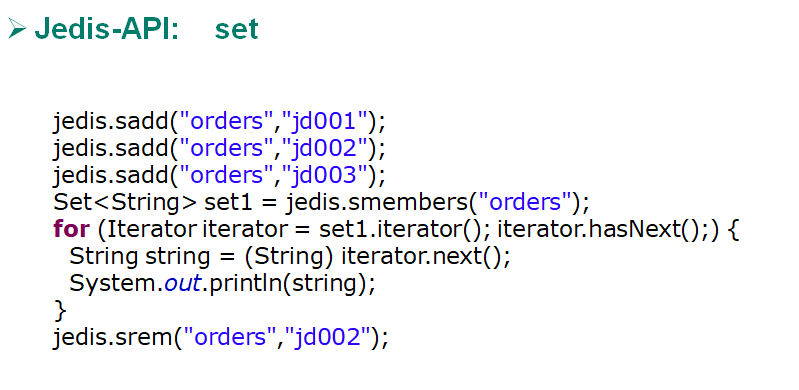 ➢ Jedis-API: set
jedis.sadd("orders","jd001");
jedis.sadd("orders","jd002");
jedis.sadd("orders","jd003");
Set<String> set1 = jedis.smembers("orders");
for (Iterator iterator = set1.iterator(); iterator.hasNext();) {
String string = (String) iterator.next();
System.out.println(string);
}
jedis.srem("orders","jd002");